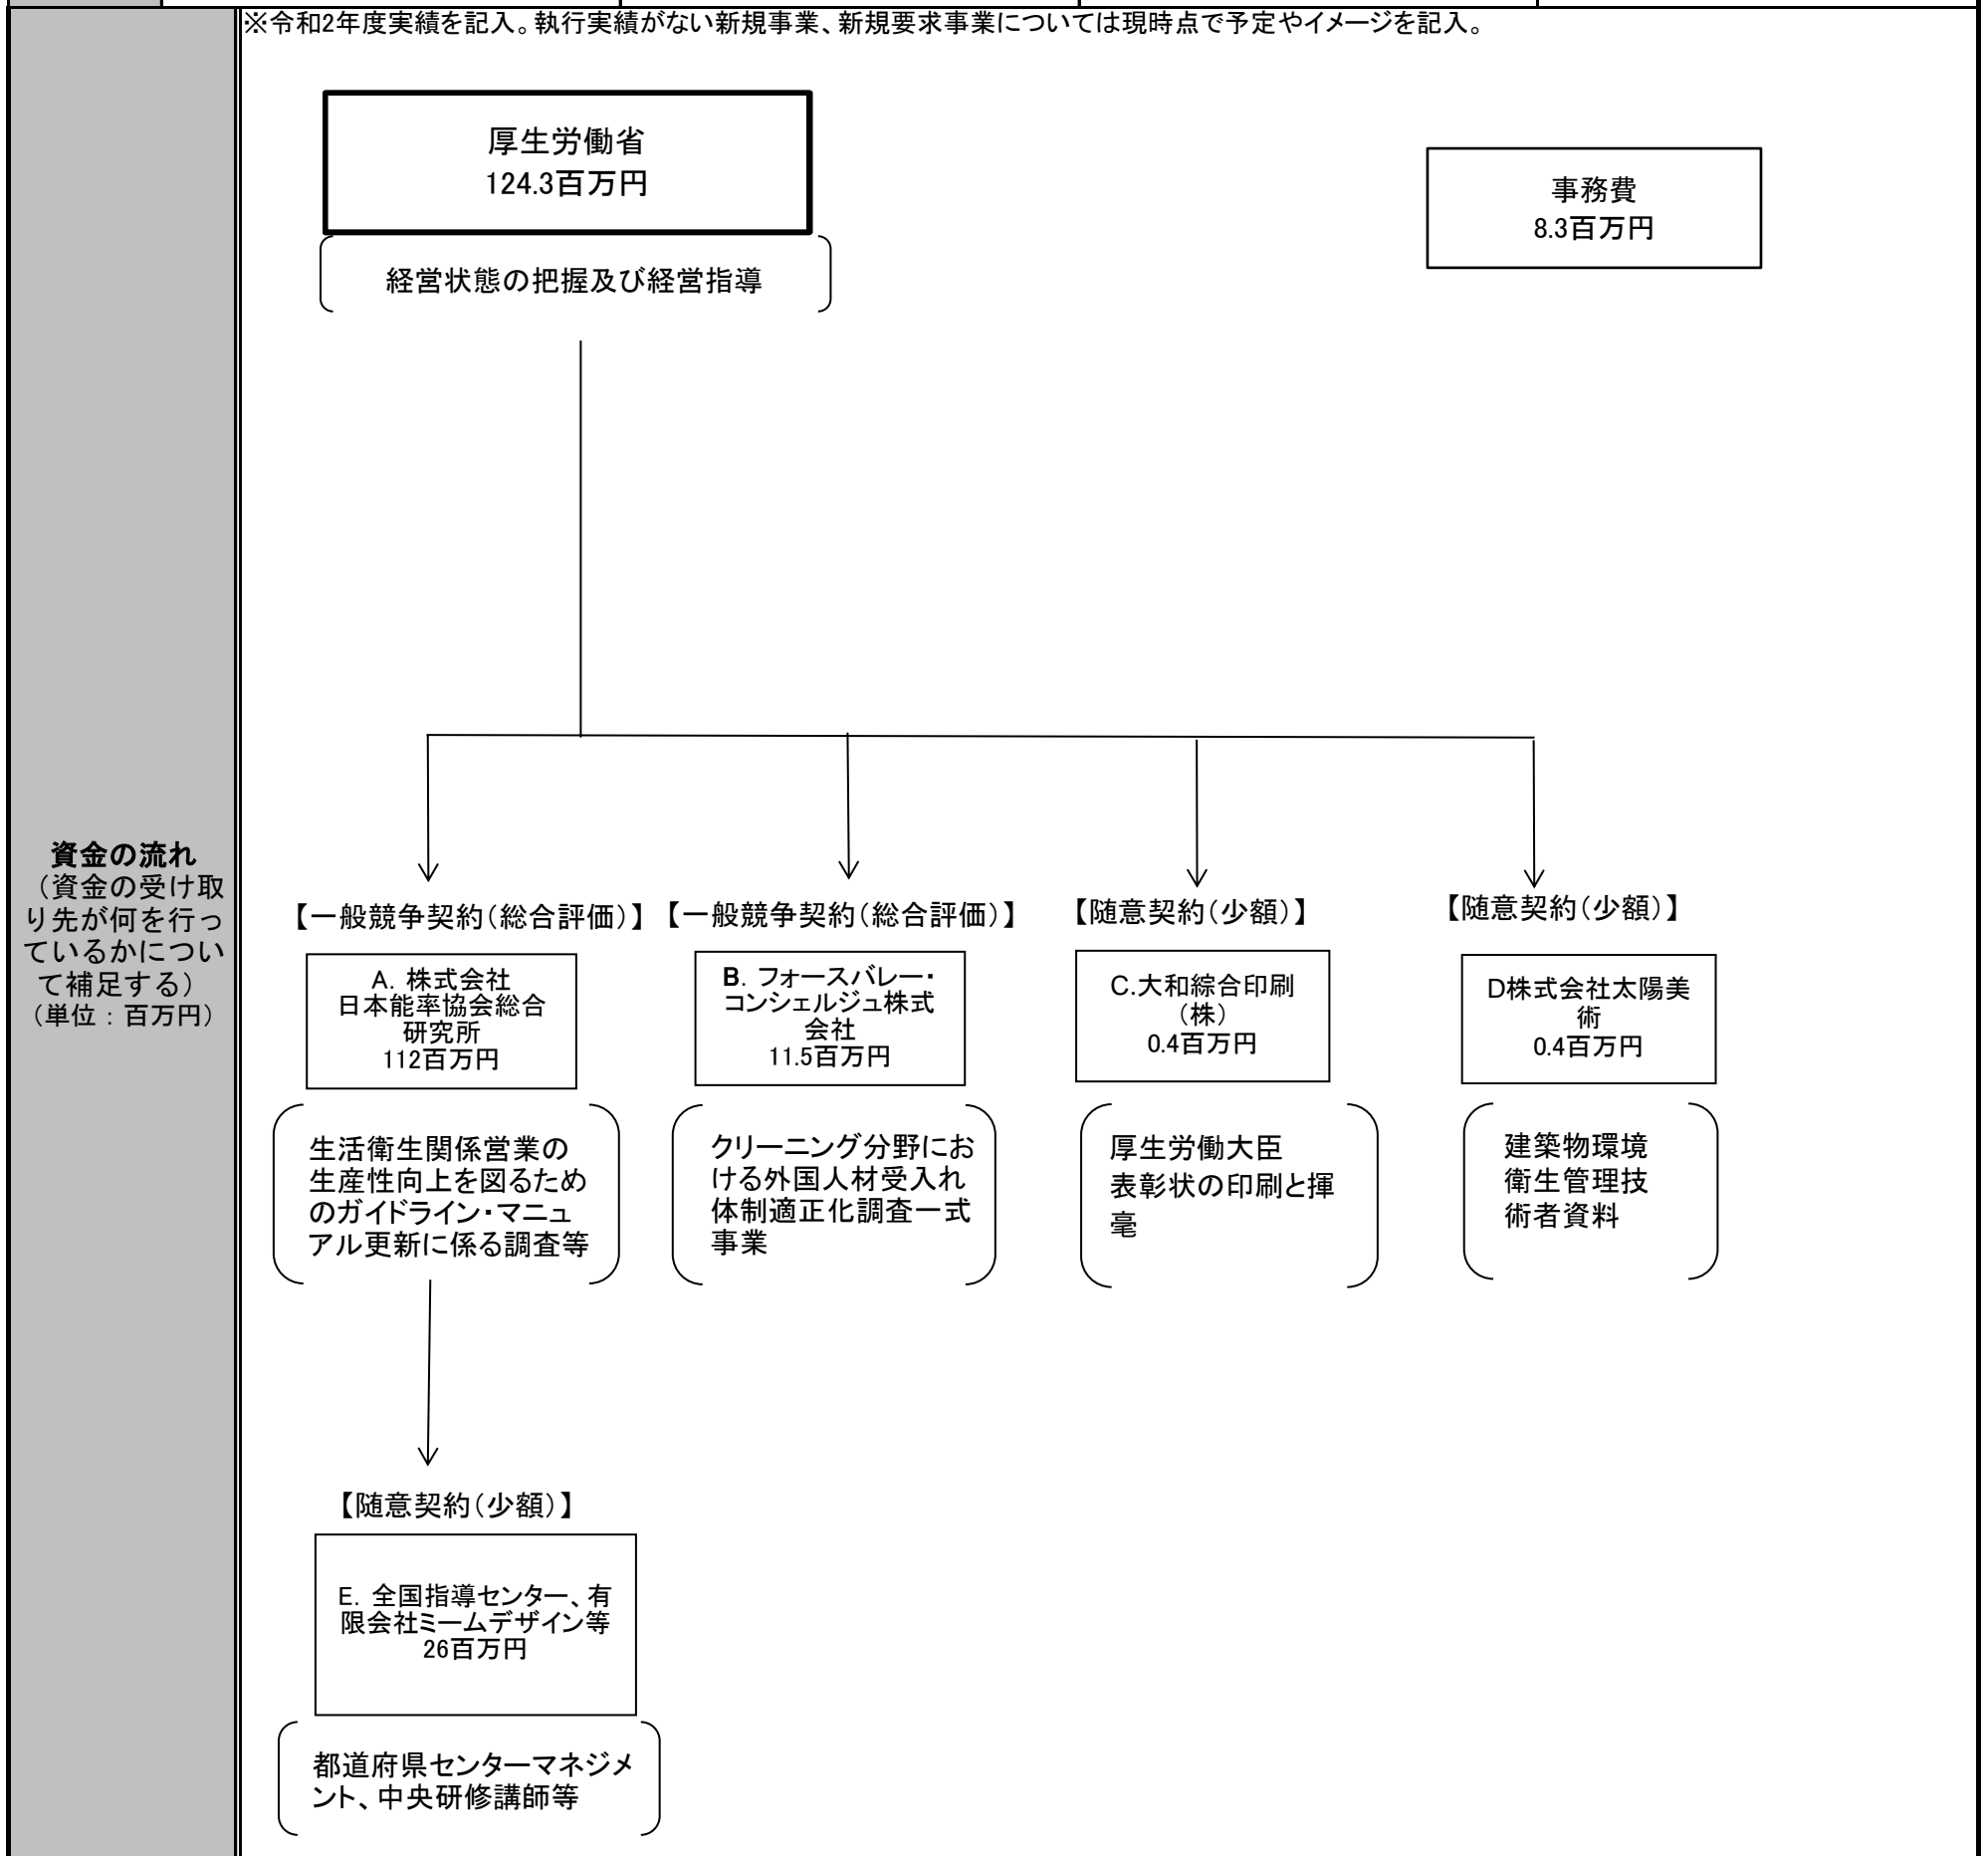 ※令和2年度実績を記入。執行実績がない新規事業、新規要求事業については現時点で予定やイメージを記入。
厚生労働省
124.3百万円
経営状態の把握及び経営指導
事務費
8.3百万円
資金の流れ
（資金の受け取
り先が何を行っ
ているかについ
て補足する）
（単位：百万円）
【一般競争契約（総合評価）】
A．株式会社
日本能率協会総合
研究所
112百万円
生活衛生関係営業の
生産性向上を図るため
のガイドライン・マニュ
アル更新に係る調査等
【一般競争契約（総合評価）】
B．フォースバレー・
コンシェルジュ株式
会社
11.5百万円
クリーニング分野にお
ける外国人材受入れ
体制適正化調査一式
事業
【随意契約（少額）】
C.大和綜合印刷
（株）
0.4百万円
厚生労働大臣
表彰状の印刷と揮
毫
【随意契約（少額）】
D株式会社太陽美
術
0.4百万円
建築物環境
衛生管理技
術者資料
【随意契約（少額）】
E．全国指導センター、有
限会社ミームデザイン等
26百万円
都道府県センターマネジメ
ント、中央研修講師等